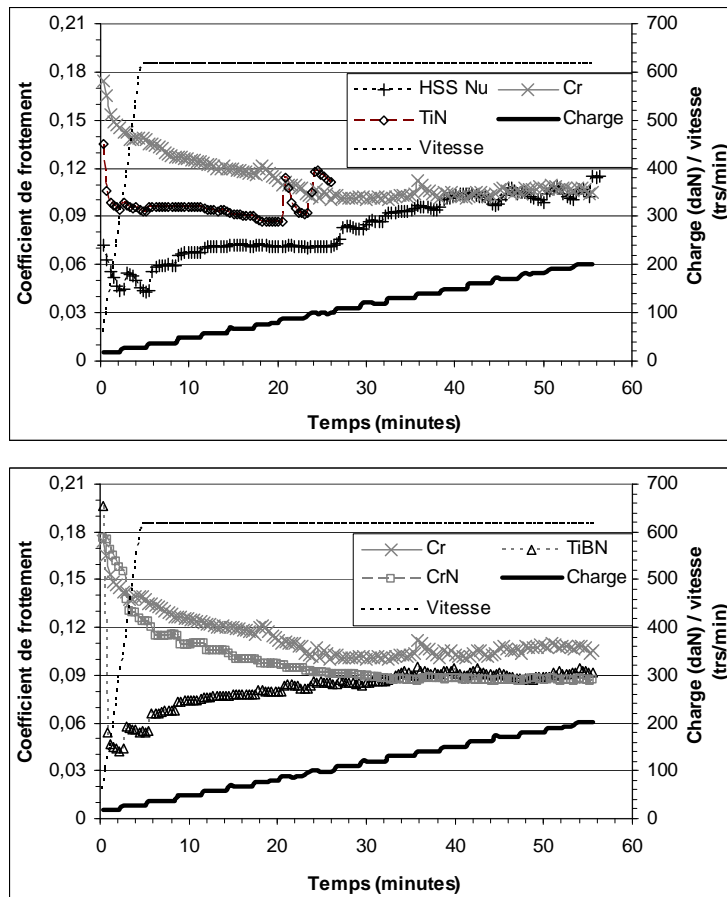 0,21
0,18
0,15
0,12
0,09
0,06
0,03
0
Coefficient de frottement
700
600
500
400
300
200
100
0
Charge (daN) / vitesse
(trs/min)
HSS Nu
Cr
TiN
Charge
Vitesse
0 10 20 30 40 50 60
Temps (minutes)
0,21
0,18
0,15
0,12
0,09
0,06
0,03
0
Coefficient de frottement
700
600
500
400
300
200
100
0
Charge (daN) / vitesse
(trs/min)
Cr
TiBN
CrN
Charge
Vitesse
0 10 20 30 40 50 60
Temps (minutes)